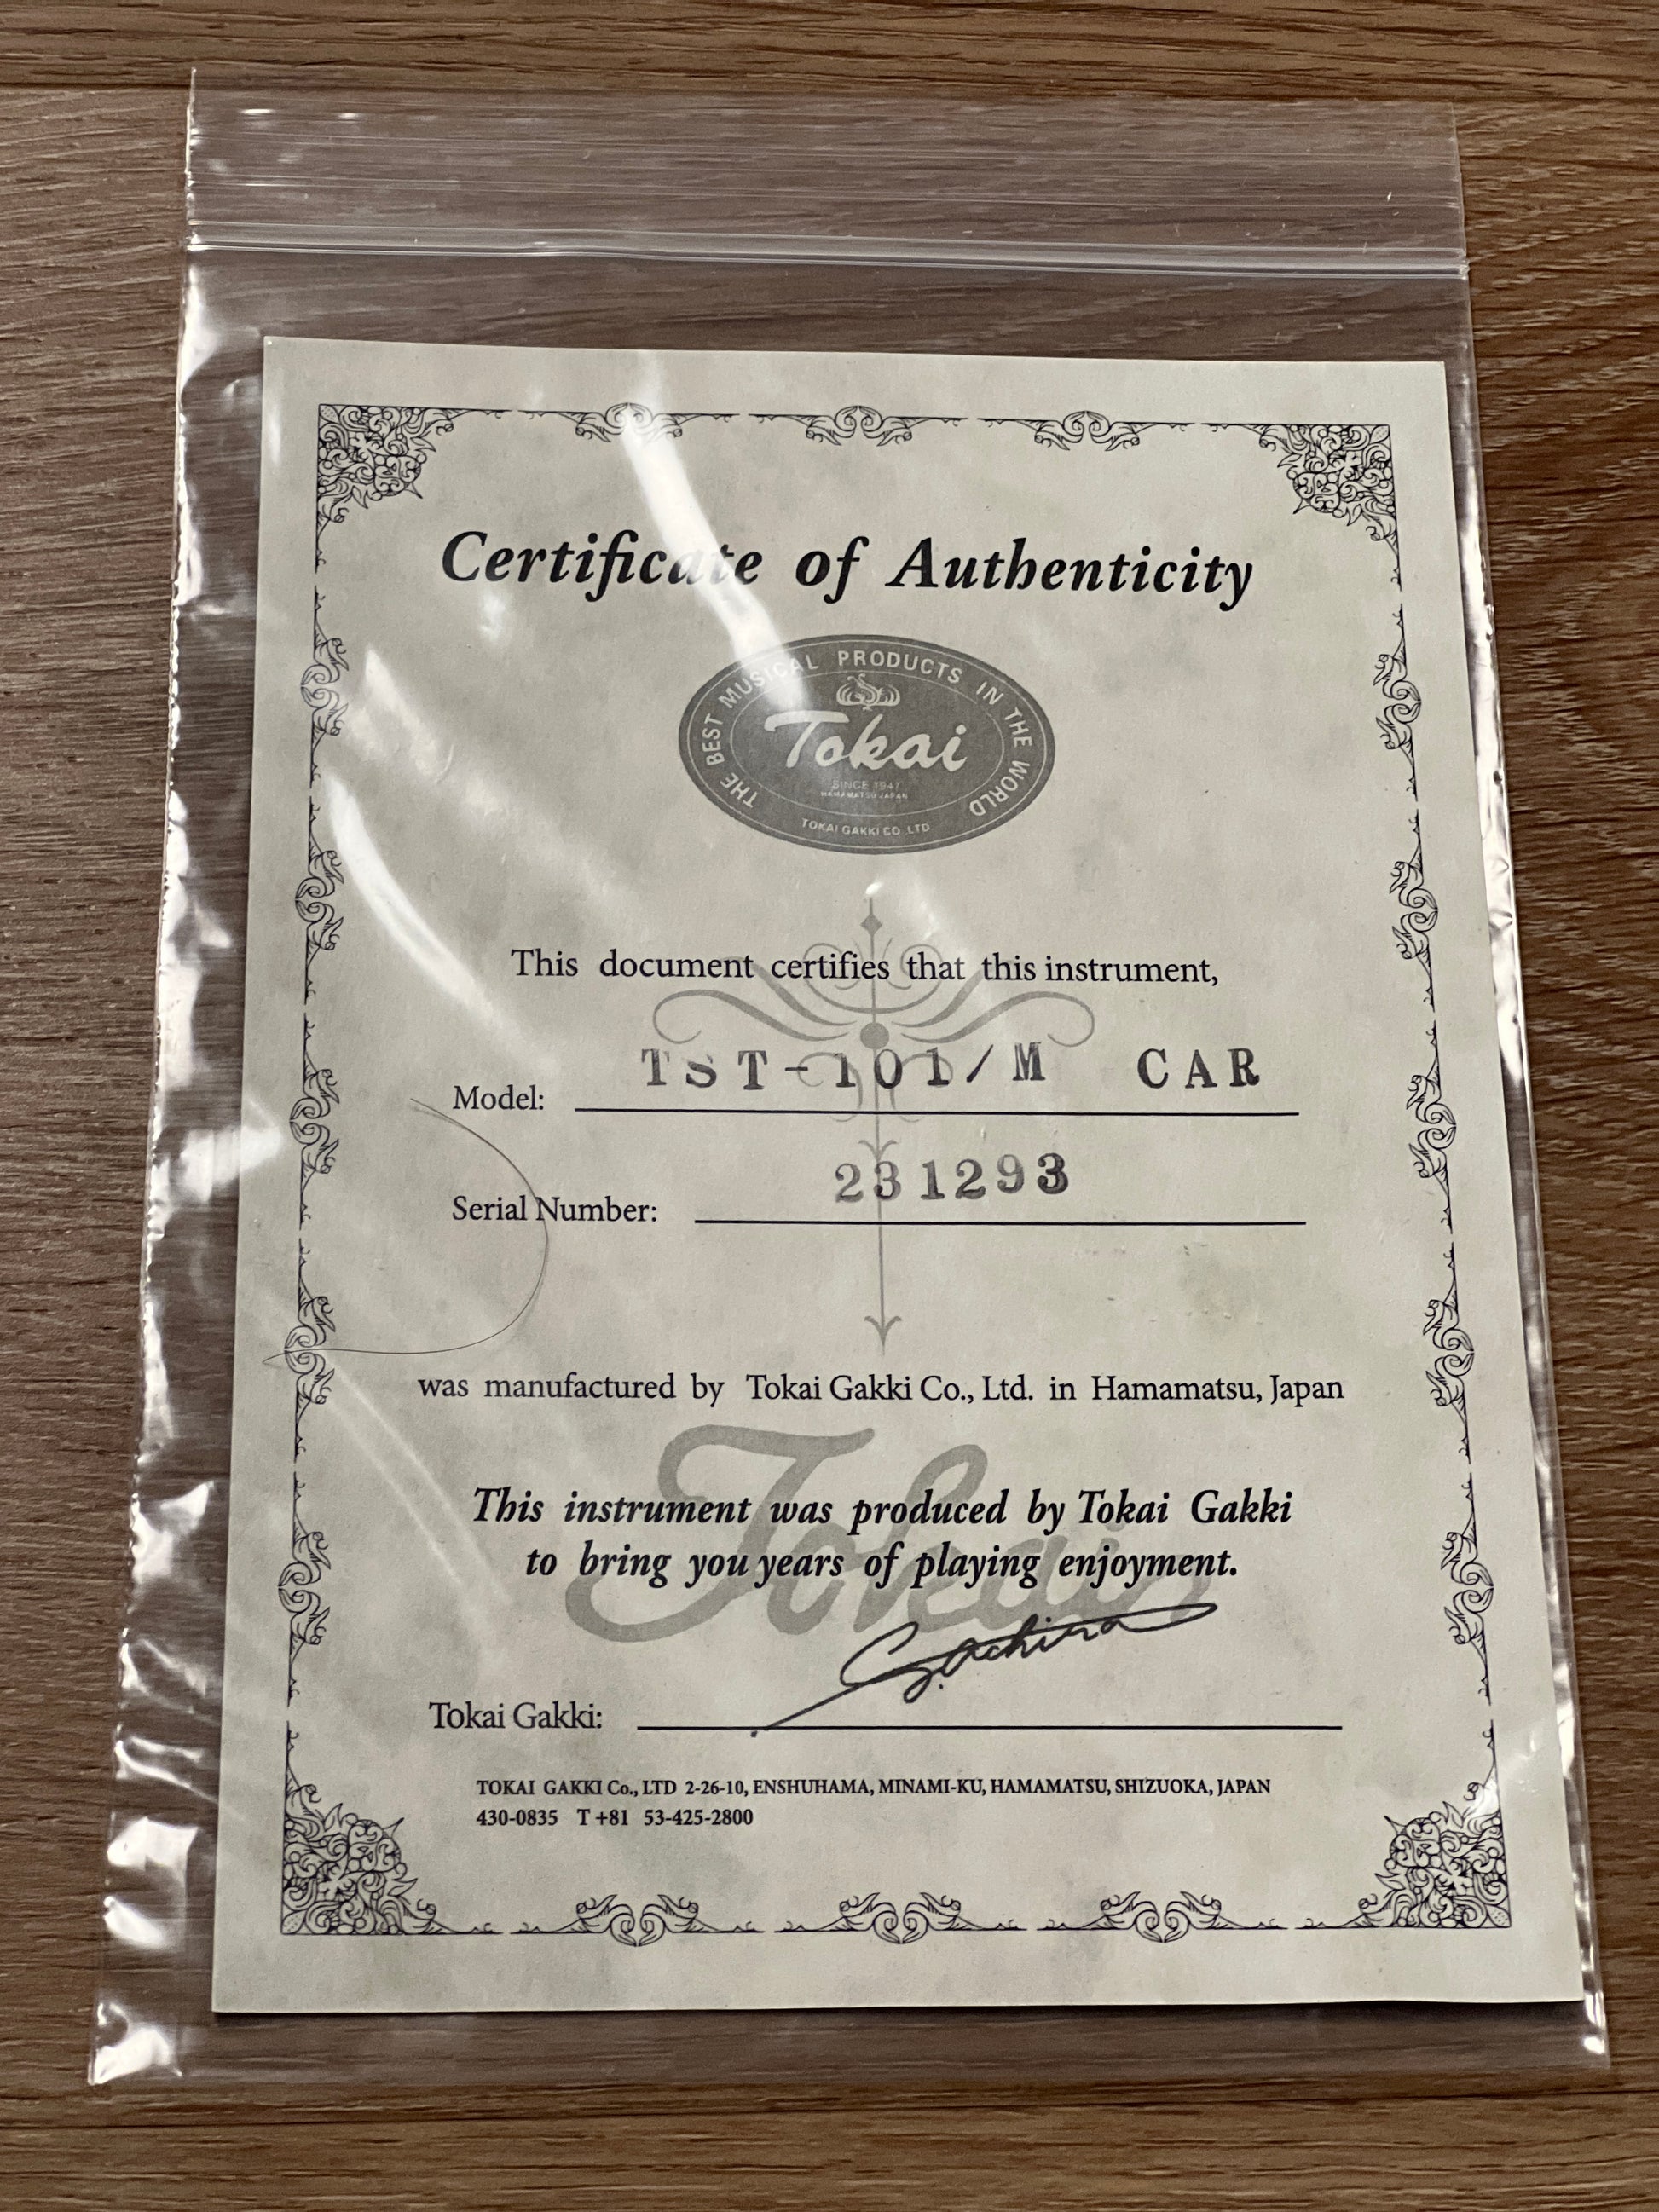 Certificate of Authenticity
THE BEST MUSICAL PRODUCTS IN THE WORLD
Tokai
SINCE 1947
HAMAMATSU JAPAN
TOKAI GAKKI CO .LTD
This document certifies that this instrument,
Model: TST-101/M CAR
Serial Number: 231293
was manufactured by Tokai Gakki Co., Ltd. in Hamamatsu, Japan
Tokai
This instrument was produced by Tokai Gakki
to bring you years of playing enjoyment.
Tokai Gakki:
TOKAI GAKKI Co., LTD 2-26-10, ENSHUHAMA, MINAMI-KU, HAMAMATSU, SHIZUOKA, JAPAN
430-0835 T +81 53-425-2800